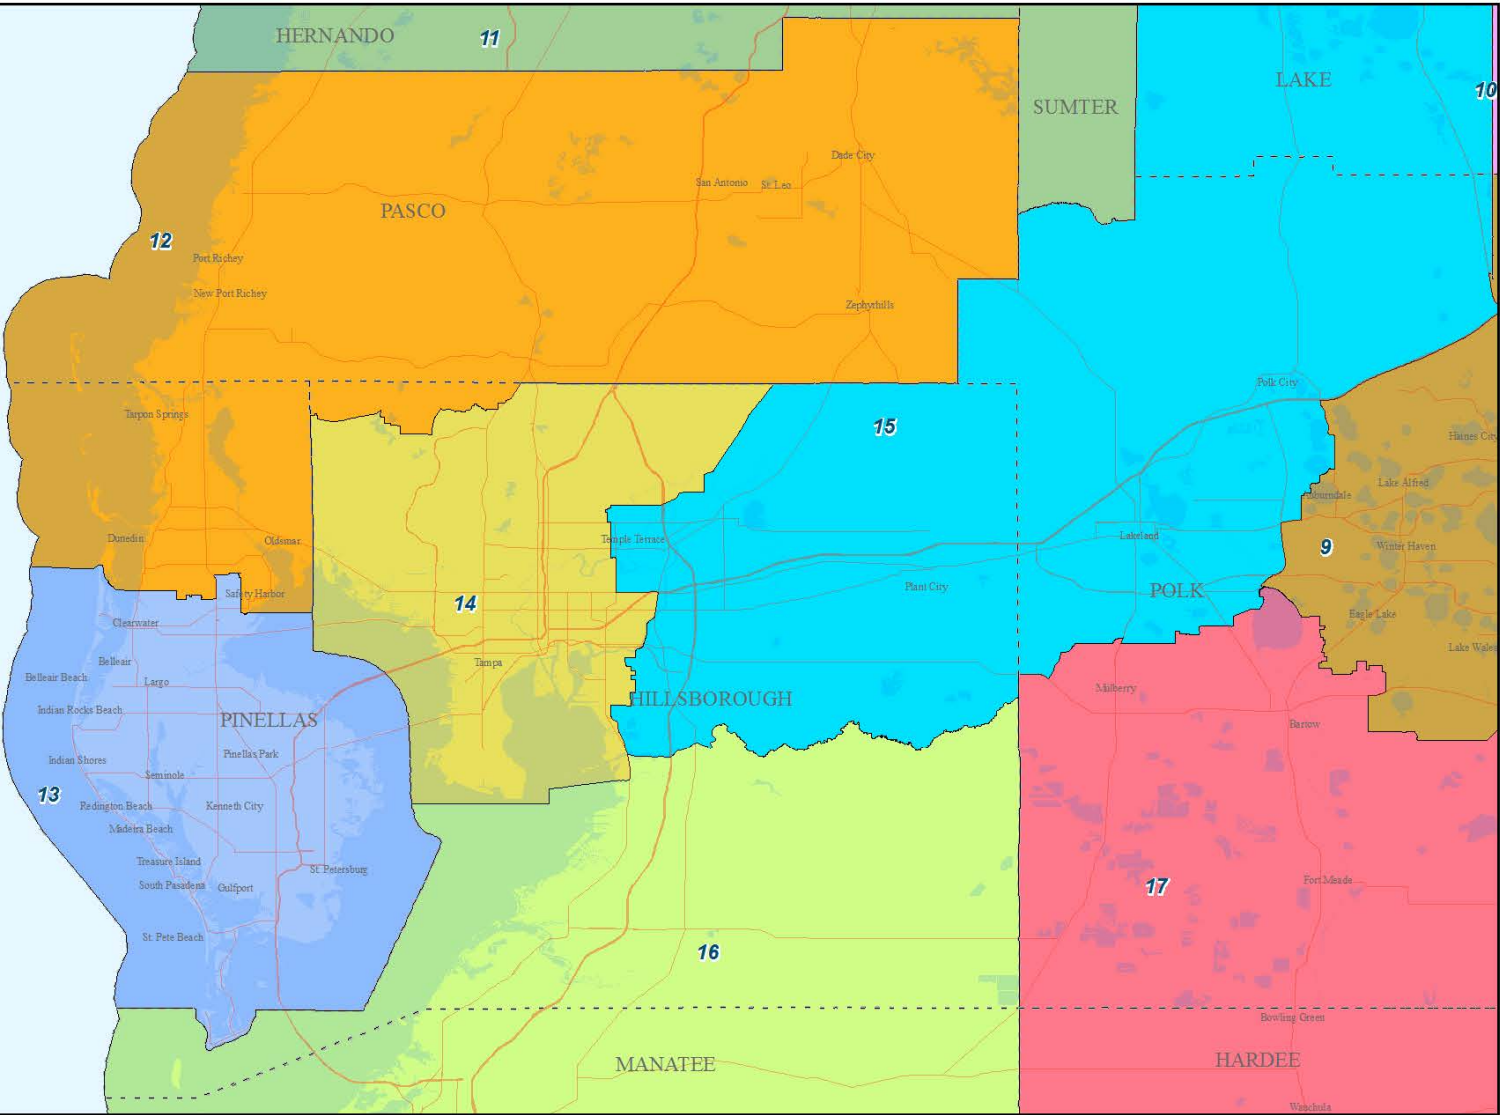 HERNANDO
11
LAKE
10
SUMTER
Dade City
San Antonio
St. Leo
PASCO
12
Port Richey
New Port Richey
Zephyrhills
Polk City
Tarpon Springs
15
Haines City
Lake Alfred
Auburndale
Dunedin
Oldsmar
Temple Terrace
Lakeland
9
Winter Haven
Plant City
POLK
Safety Harbor
14
Eagle Lake
Clearwater
Lake Wales
Belleair
Tampa
Belleair Beach
Largo
Mulberry
HILLSBOROUGH
Indian Rocks Beach
PINELLAS
Bartow
Indian Shores
Pinellas Park
Seminole
13
Redington Beach
Kenneth City
Madeira Beach
Treasure Island
St. Petersburg
South Pasadena
Gulfport
17
Fort Meade
St. Pete Beach
16
Bowling Green
MANATEE
HARDEE
Wauchula